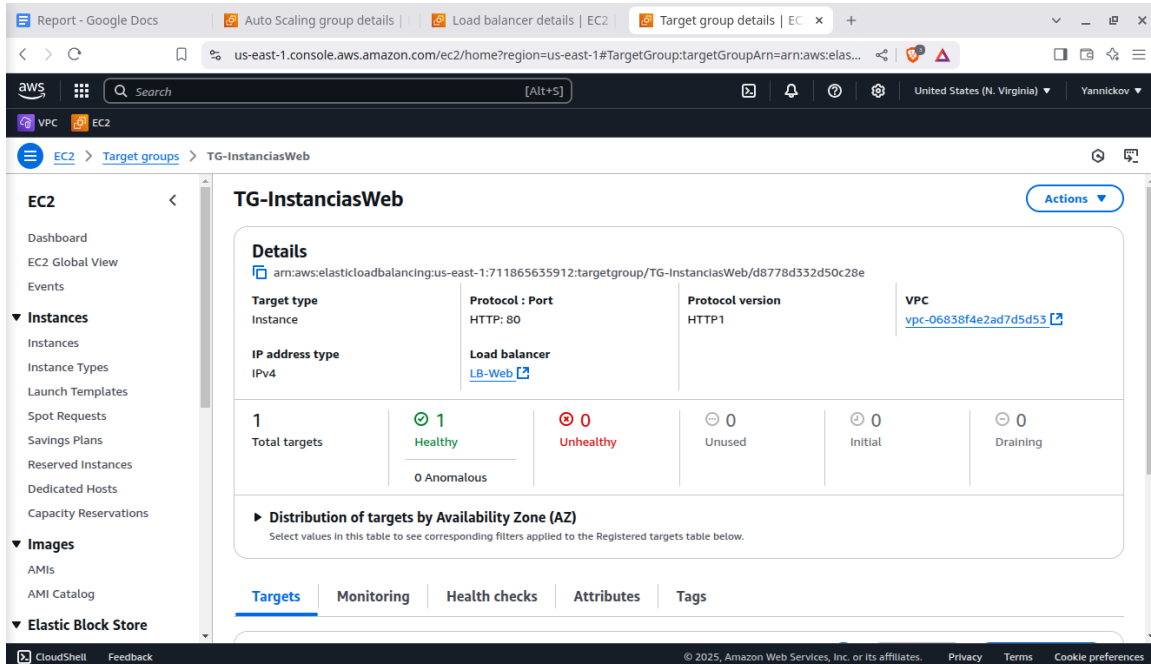 Report - Google Docs
Auto Scaling group details |
Load balancer details | EC2
Target group details | EC
us-east-1.console.aws.amazon.com/ec2/home?region=us-east-1#TargetGroup:targetGroupArn=arn:aws:elas...
aws
Search
[Alt+S]
United States (N. Virginia)
Yannickov
VPC
EC2
EC2 > Target groups > TG-InstanciasWeb
EC2
Dashboard
EC2 Global View
Events
Instances
Instances
Instance Types
Launch Templates
Spot Requests
Savings Plans
Reserved Instances
Dedicated Hosts
Capacity Reservations
Images
AMIs
AMI Catalog
Elastic Block Store
TG-InstanciasWeb
Actions
Details
arn:aws:elasticloadbalancing:us-east-1:711865635912:targetgroup/TG-InstanciasWeb/d8778d332d50c28e
Target type
Instance
Protocol : Port
HTTP: 80
Protocol version
HTTP1
VPC
vpc-06838f4e2ad7d5d53
IP address type
IPv4
Load balancer
LB-Web
1
Total targets
1
Healthy
0 Anomalous
0
Unhealthy
0
Unused
0
Initial
0
Draining
Distribution of targets by Availability Zone (AZ)
Select values in this table to see corresponding filters applied to the Registered targets table below.
Targets
Monitoring
Health checks
Attributes
Tags
CloudShell
Feedback
© 2025, Amazon Web Services, Inc. or its affiliates.
Privacy
Terms
Cookie preferences